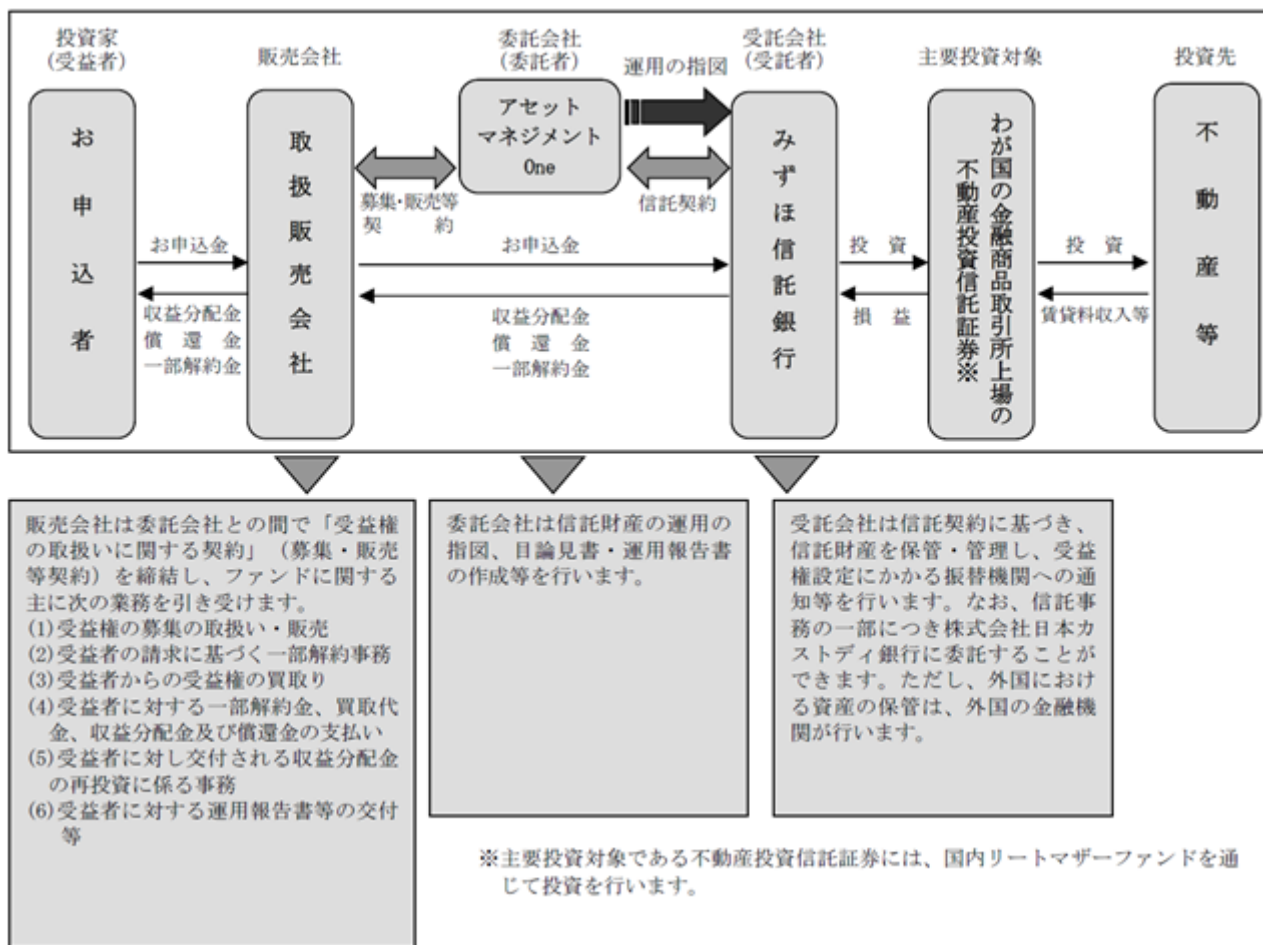 投資家
(受益者)
販売会社
委託会社
(委託者)
運用の指図
受託会社
(受託者)
主要投資対象
投資先
お申込者
取扱販売会社
アセット
マネジメント
One
みずほ信託銀行
わが国の金融商品取引所上場の
不動産投資信託証券※
不動産等
募集・販売等
契約
信託契約
お申込金
収益分配金
償還金
一部解約金
お申込金
収益分配金
償還金
一部解約金
投資
損益
投資
賃貸料収入等
販売会社は委託会社との間で「受益権
の取扱いに関する契約」（募集・販売
等契約）を締結し、ファンドに関する
主に次の業務を引き受けます。
(1)受益権の募集の取扱い・販売
(2)受益者の請求に基づく一部解約事務
(3)受益者からの受益権の買取り
(4)受益者に対する一部解約金、買取代
金、収益分配金及び償還金の支払い
(5)受益者に対し交付される収益分配金
の再投資に係る事務
(6)受益者に対する運用報告書等の交付
等
委託会社は信託財産の運用の
指図、目論見書・運用報告書
の作成等を行います。
受託会社は信託契約に基づき、
信託財産を保管・管理し、受益
権設定にかかる振替機関への通
知等を行います。なお、信託事
務の一部につき株式会社日本カ
ストディ銀行に委託することが
できます。ただし、外国におけ
る資産の保管は、外国の金融機
関が行います。
※主要投資対象である不動産投資信託証券には、国内リートマザーファンドを通
じて投資を行います。